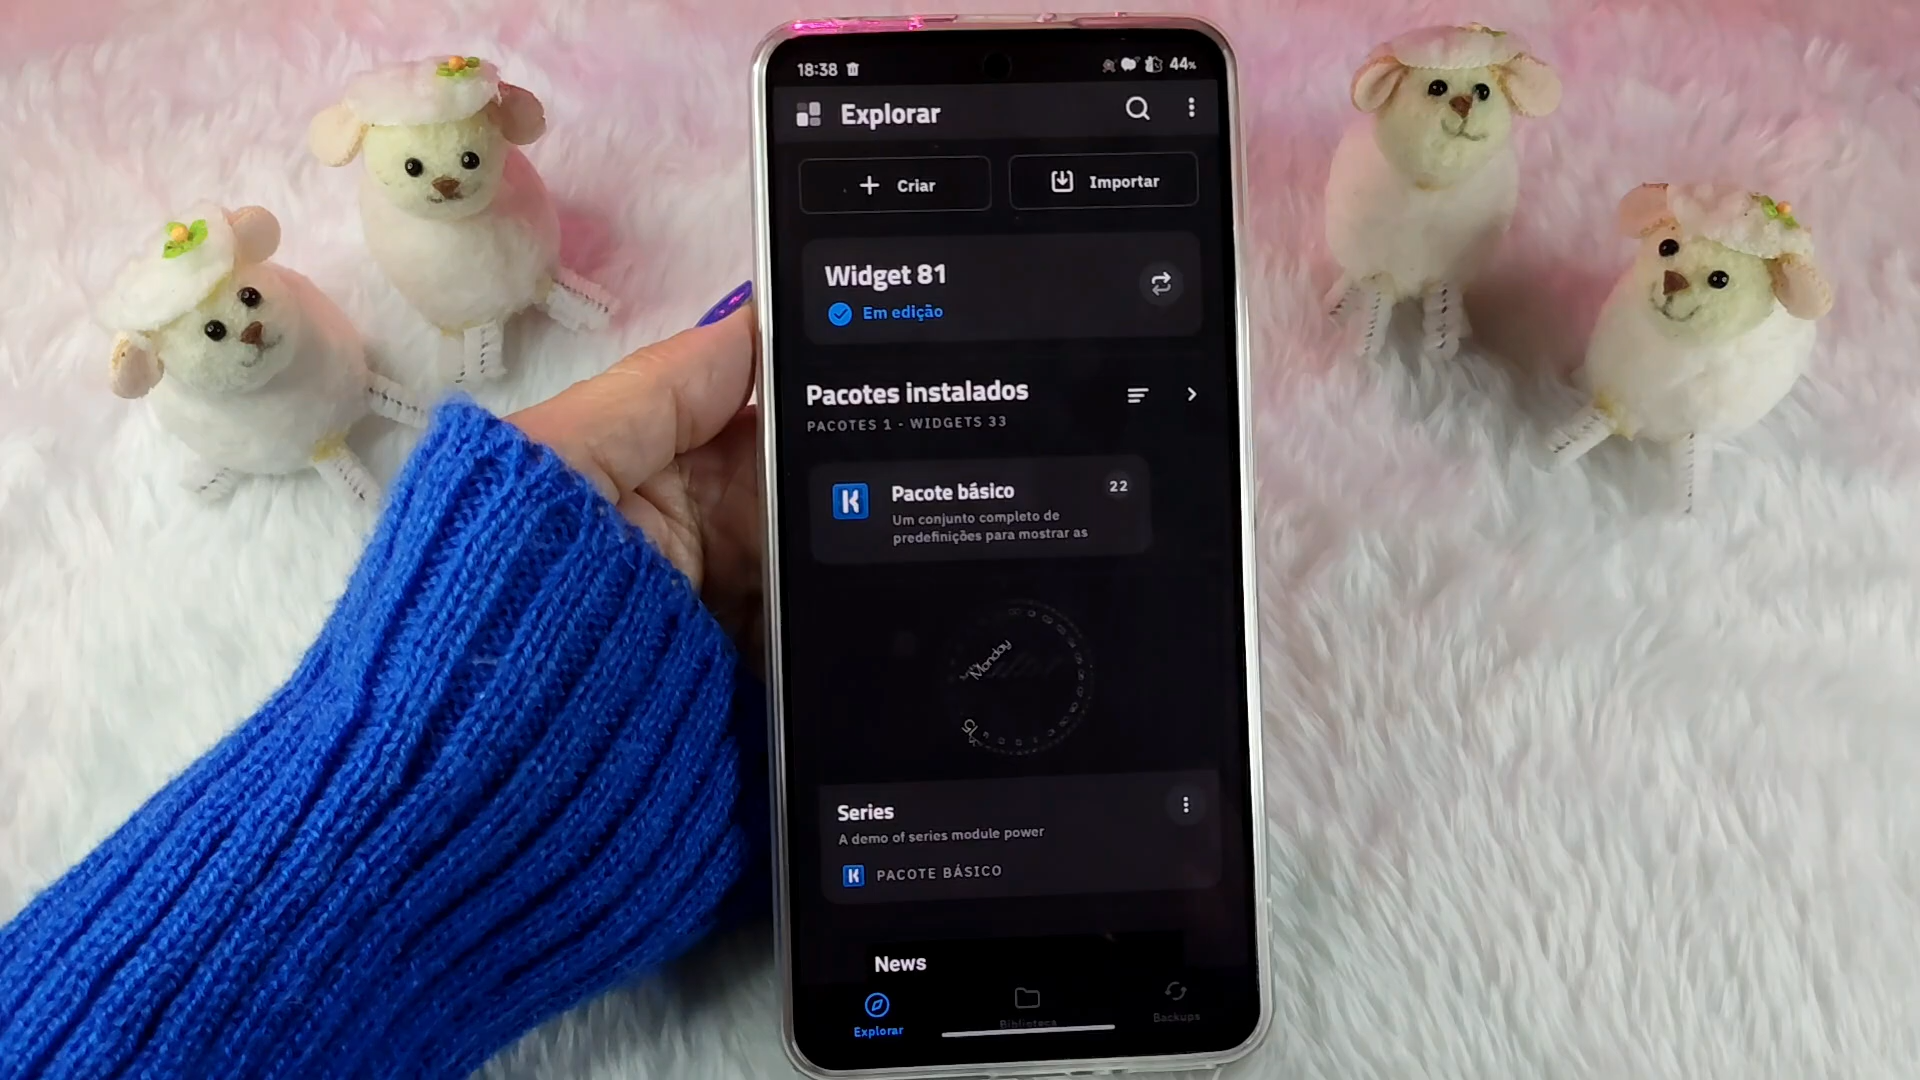 18:38
44%
Explorar
Criar
Importar
Widget 81
Em edição
Pacotes instalados
PACOTES 1 - WIDGETS 33
Pacote básico
22
Um conjunto completo de
predefinições para mostrar as
Monday
Series
A demo of series module power
PACOTE BÁSICO
News
Explorar
Biblioteca
Backups